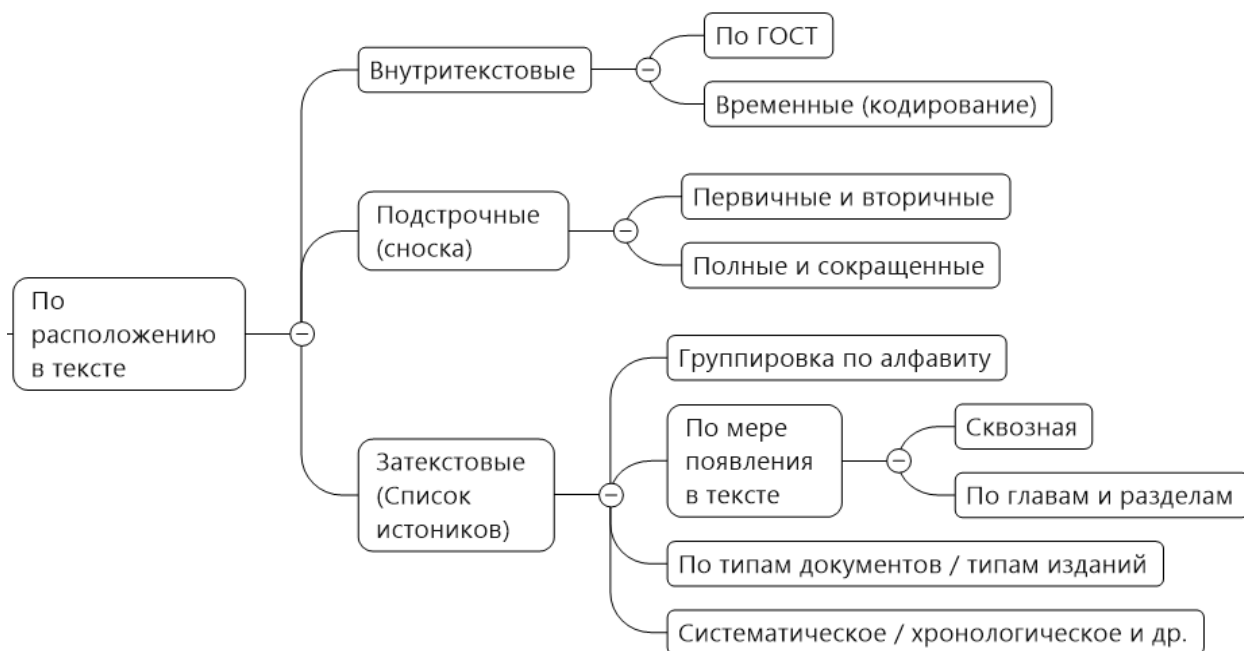 По ГОСТ
Внутритекстовые
Временные (кодирование)
Первичные и вторичные
Подстрочные
(сноска)
Полные и сокращенные
По
расположению
в тексте
Группировка по алфавиту
По мере
появления
в тексте
Сквозная
По главам и разделам
Затекстовые
(Список
истоников)
По типам документов / типам изданий
Систематическое / хронологическое и др.